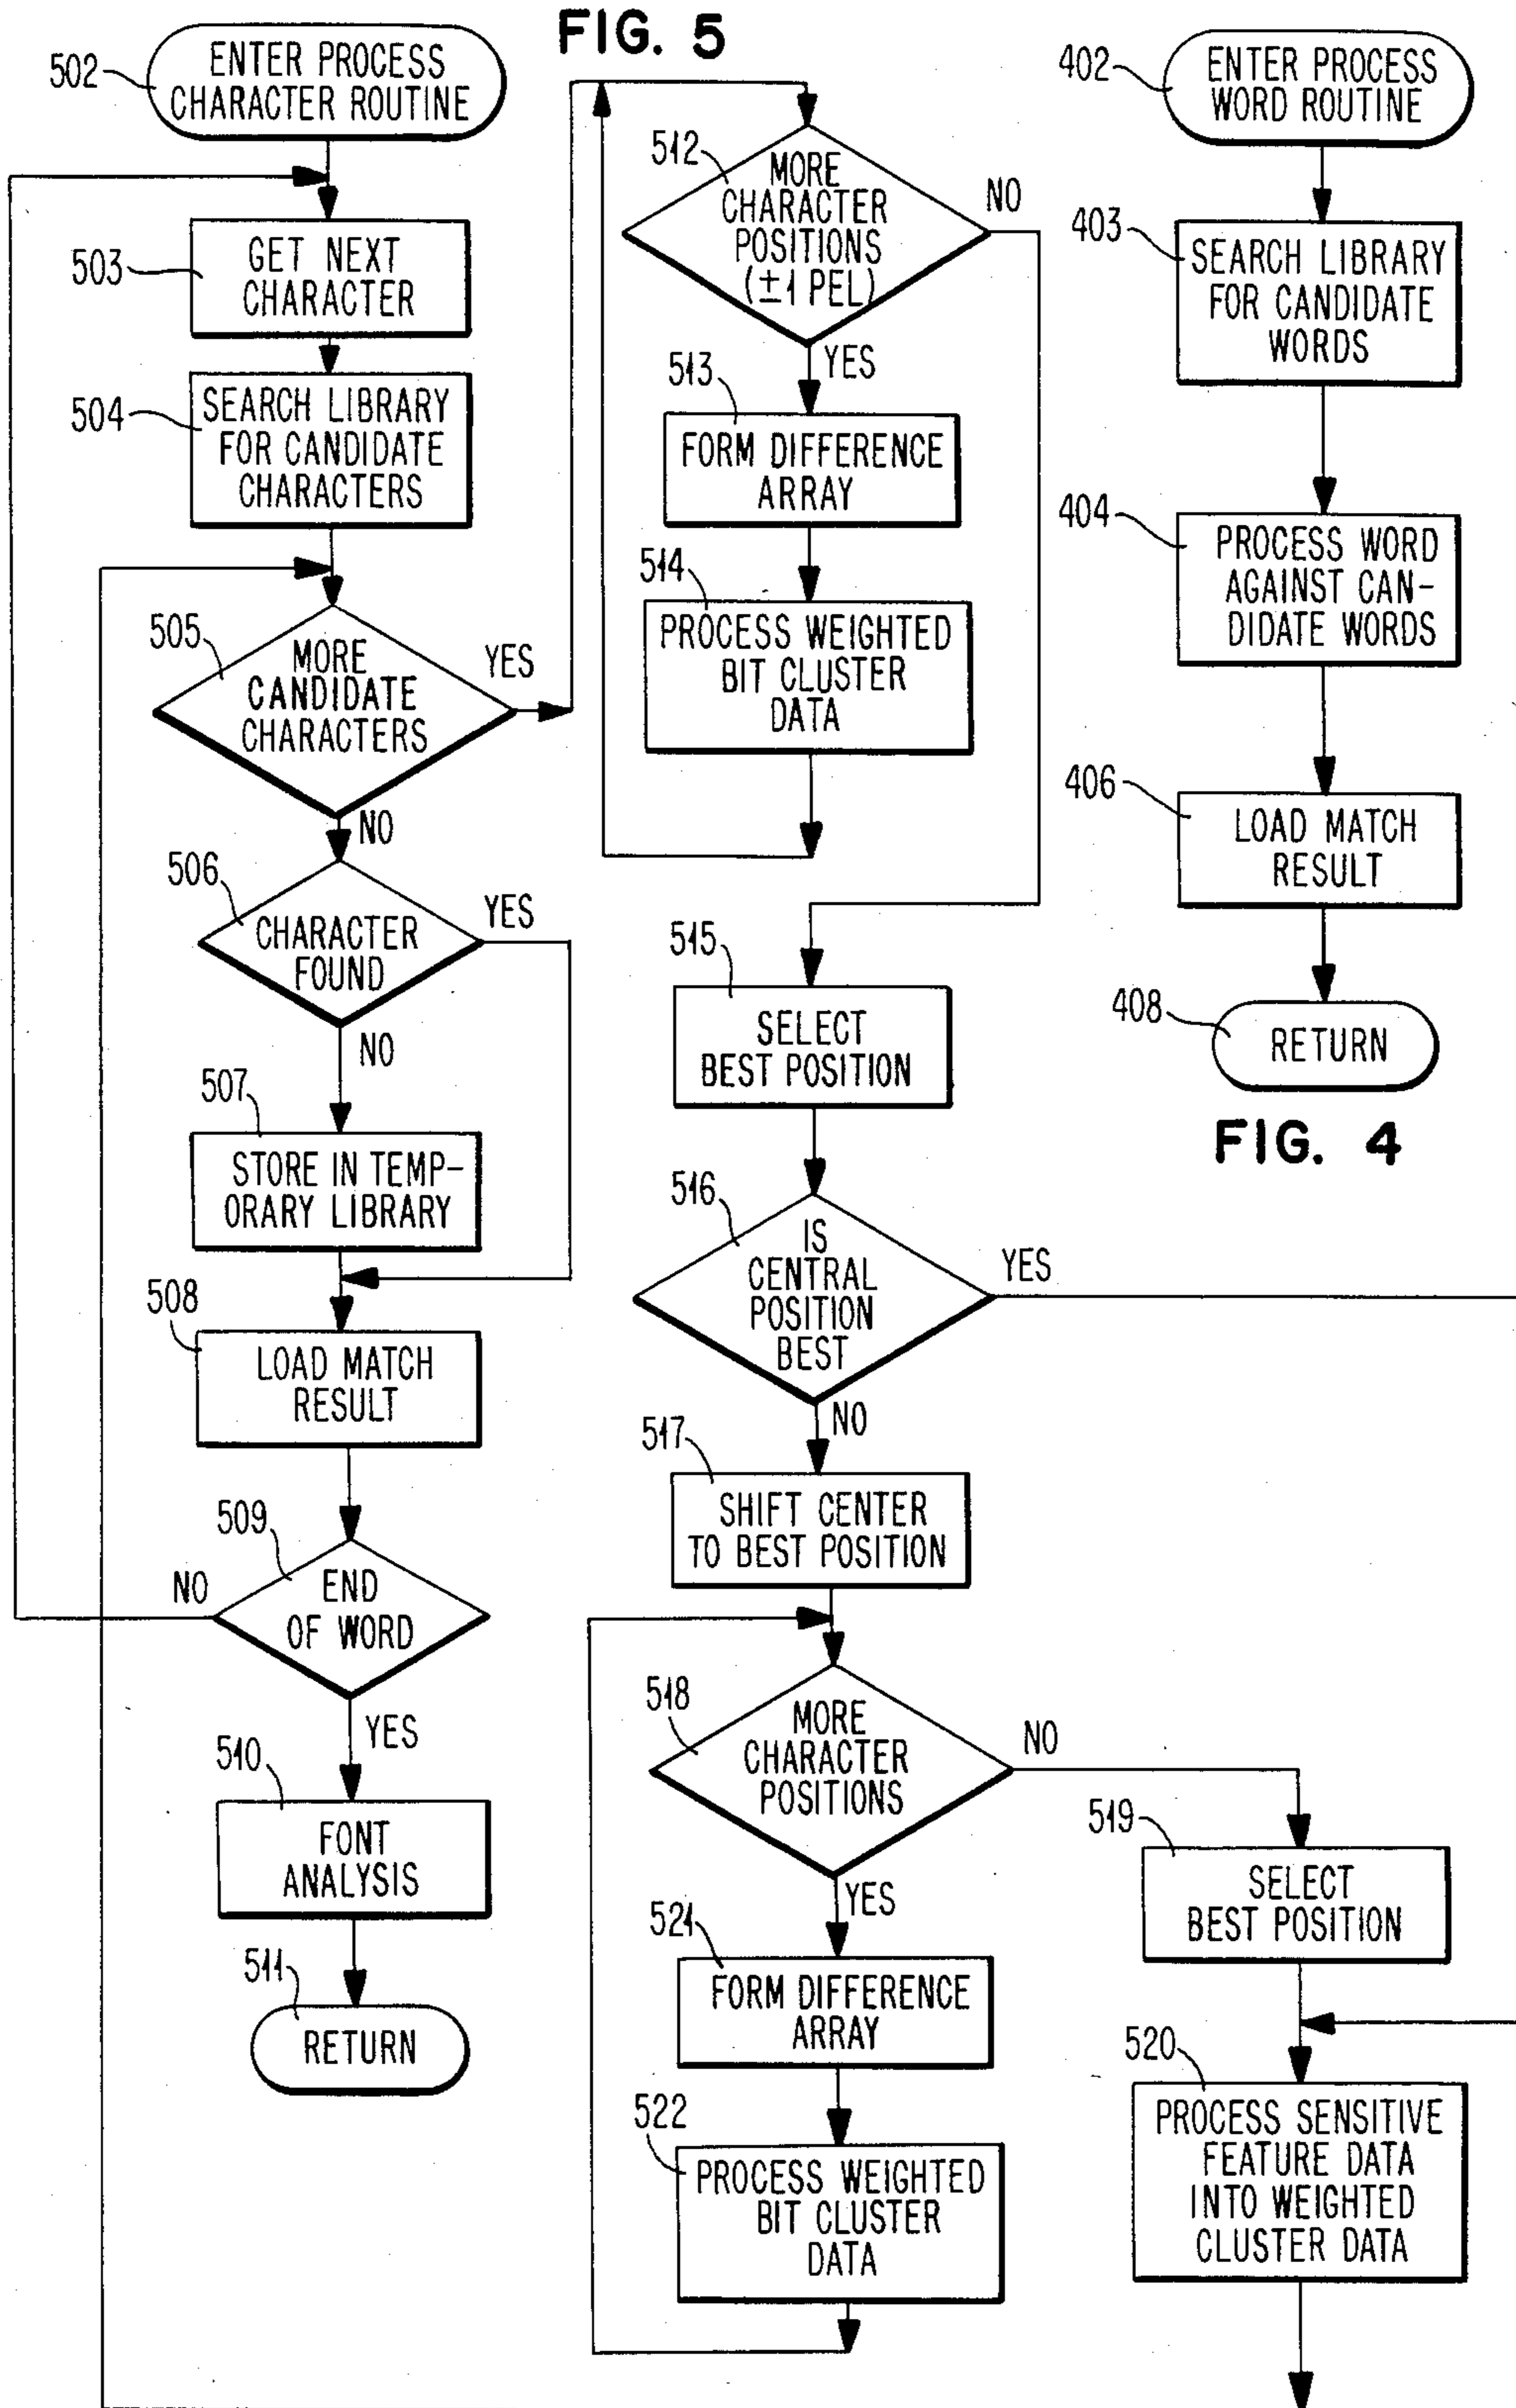 FIG. 5
502
ENTER PROCESS
CHARACTER ROUTINE
503
GET NEXT
CHARACTER
504
SEARCH LIBRARY
FOR CANDIDATE
CHARACTERS
505
MORE
CANDIDATE
CHARACTERS
YES
NO
506
CHARACTER
FOUND
YES
NO
507
STORE IN TEMP-
ORARY LIBRARY
508
LOAD MATCH
RESULT
509
END
OF WORD
NO
YES
510
FONT
ANALYSIS
511
RETURN
512
MORE
CHARACTER
POSITIONS
(±1 PEL)
NO
YES
513
FORM DIFFERENCE
ARRAY
514
PROCESS WEIGHTED
BIT CLUSTER
DATA
515
SELECT
BEST POSITION
516
IS
CENTRAL
POSITION
BEST
YES
NO
517
SHIFT CENTER
TO BEST POSITION
518
MORE
CHARACTER
POSITIONS
NO
YES
521
FORM DIFFERENCE
ARRAY
522
PROCESS WEIGHTED
BIT CLUSTER
DATA
519
SELECT
BEST POSITION
520
PROCESS SENSITIVE
FEATURE DATA
INTO WEIGHTED
CLUSTER DATA
402
ENTER PROCESS
WORD ROUTINE
403
SEARCH LIBRARY
FOR CANDIDATE
WORDS
404
PROCESS WORD
AGAINST CAN-
DIDATE WORDS
406
LOAD MATCH
RESULT
408
RETURN
FIG. 4